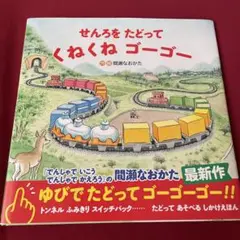 せんろを たどって
くねくね ゴーゴー
作・絵 間瀬なおかた
「でんしゃで いこう
でんしゃで かえろう」の 間瀬なおかた 最新作
ゆびで たどって ゴーゴー!!
トンネル ふみきり スイッチバック…… たどって あそべる しかけえほん